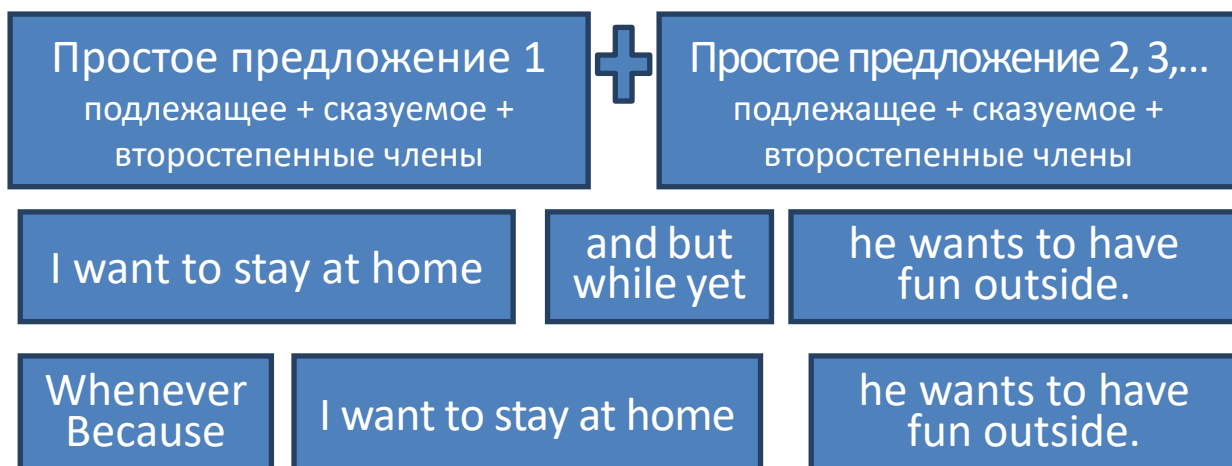 Простое предложение 1
подлежащее + сказуемое +
второстепенные члены
Простое предложение 2, 3,...
подлежащее + сказуемое +
второстепенные члены
I want to stay at home
and but
while yet
he wants to have
fun outside.
Whenever
Because
I want to stay at home
he wants to have
fun outside.